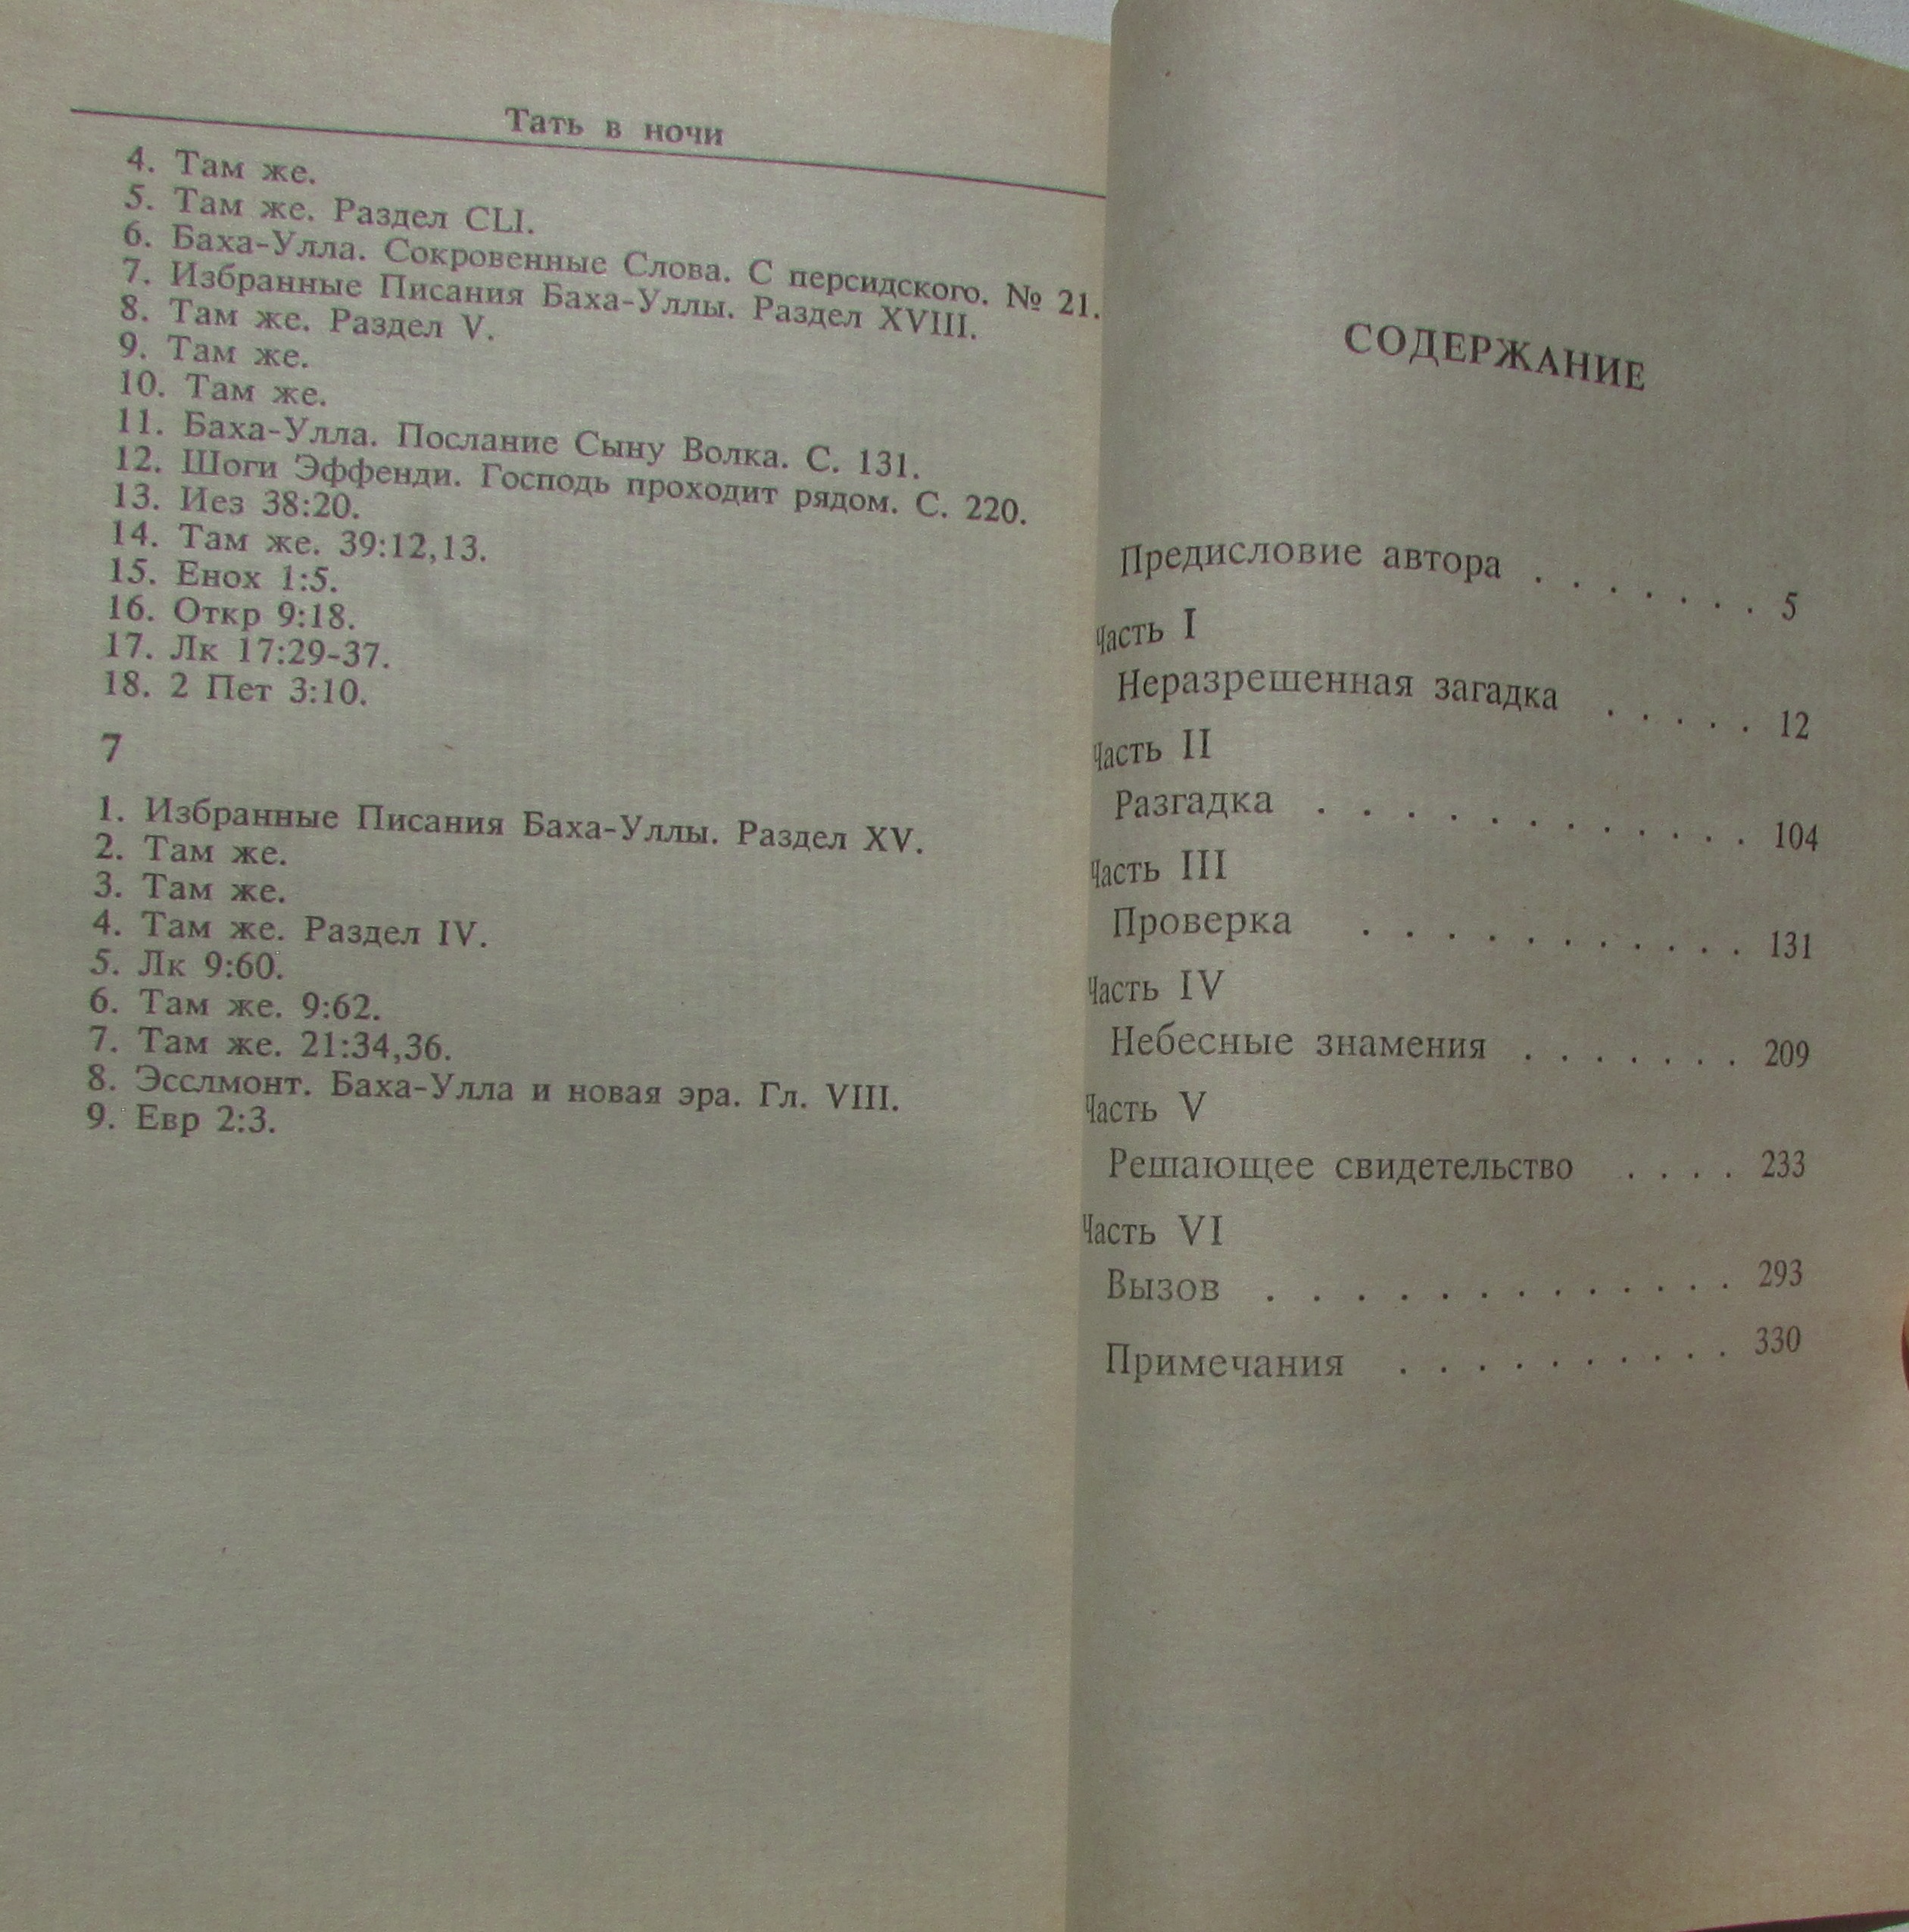 Тать в ночи
4. Там же.
5. Там же. Раздел CLI.
6. Баха-Улла. Сокровенные Слова. С персидского. № 21.
7. Избранные Писания Баха-Уллы. Раздел XVIII.
8. Там же. Раздел V.
9. Там же.
10. Там же.
11. Баха-Улла. Послание Сыну Волка. С. 131.
12. Шоги Эффенди. Господь проходит рядом. С. 220.
13. Иез 38:20.
14. Там же. 39:12,13.
15. Енох 1:5.
16. Откр 9:18.
17. Лк 17:29-37.
18. 2 Пет 3:10.
7
1. Избранные Писания Баха-Уллы. Раздел XV.
2. Там же.
3. Там же.
4. Там же. Раздел IV.
5. Лк 9:60.
6. Там же. 9:62.
7. Там же. 21:34,36.
8. Эсслмонт. Баха-Улла и новая эра. Гл. VIII.
9. Евр 2:3.
СОДЕРЖАНИЕ
Предисловие автора . . . . . . . 5
Часть I
Неразрешенная загадка . . . . . 12
Часть II
Разгадка . . . . . . . . . . . . 104
Часть III
Проверка . . . . . . . . . . . 131
Часть IV
Небесные знамения . . . . . . . 209
Часть V
Решающее свидетельство . . . . 233
Часть VI
Вызов . . . . . . . . . . . . . 293
Примечания . . . . . . . . . . 330